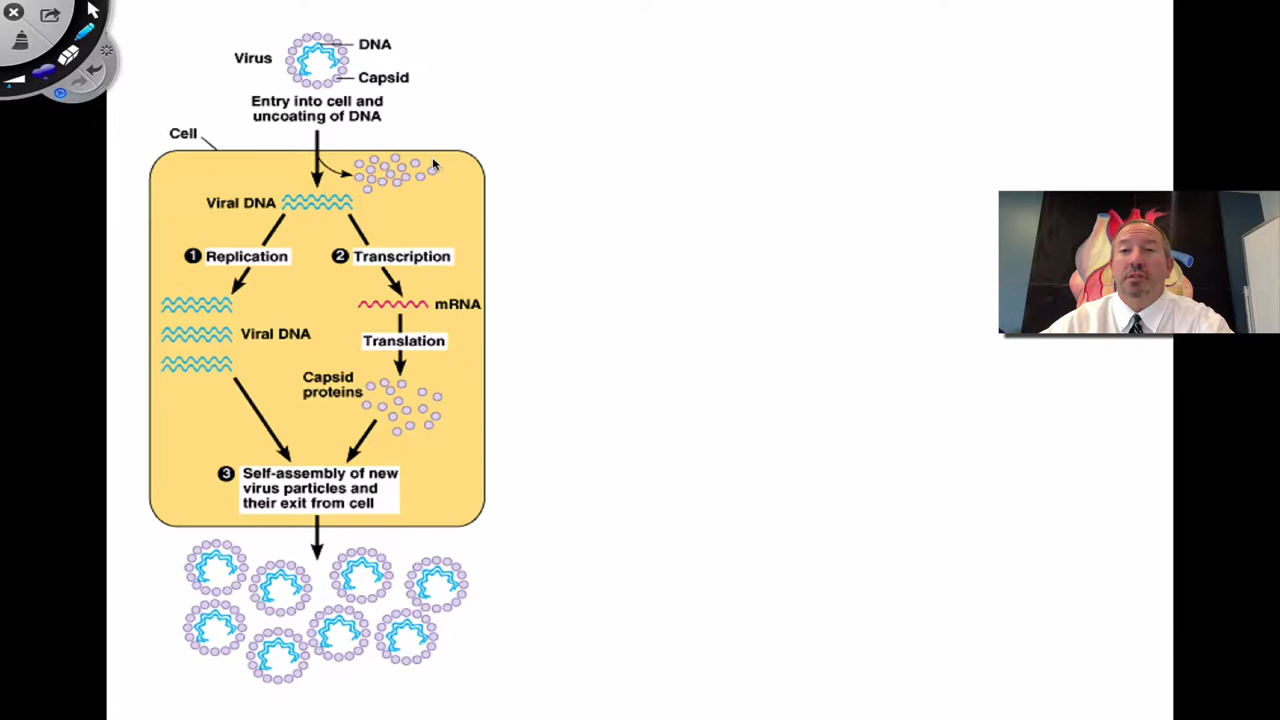 DNA
Virus
Capsid
Entry into cell and
uncoating of DNA
Cell
Viral DNA
1 Replication
2 Transcription
mRNA
Viral DNA
Translation
Capsid
proteins
3 Self-assembly of new
virus particles and
their exit from cell